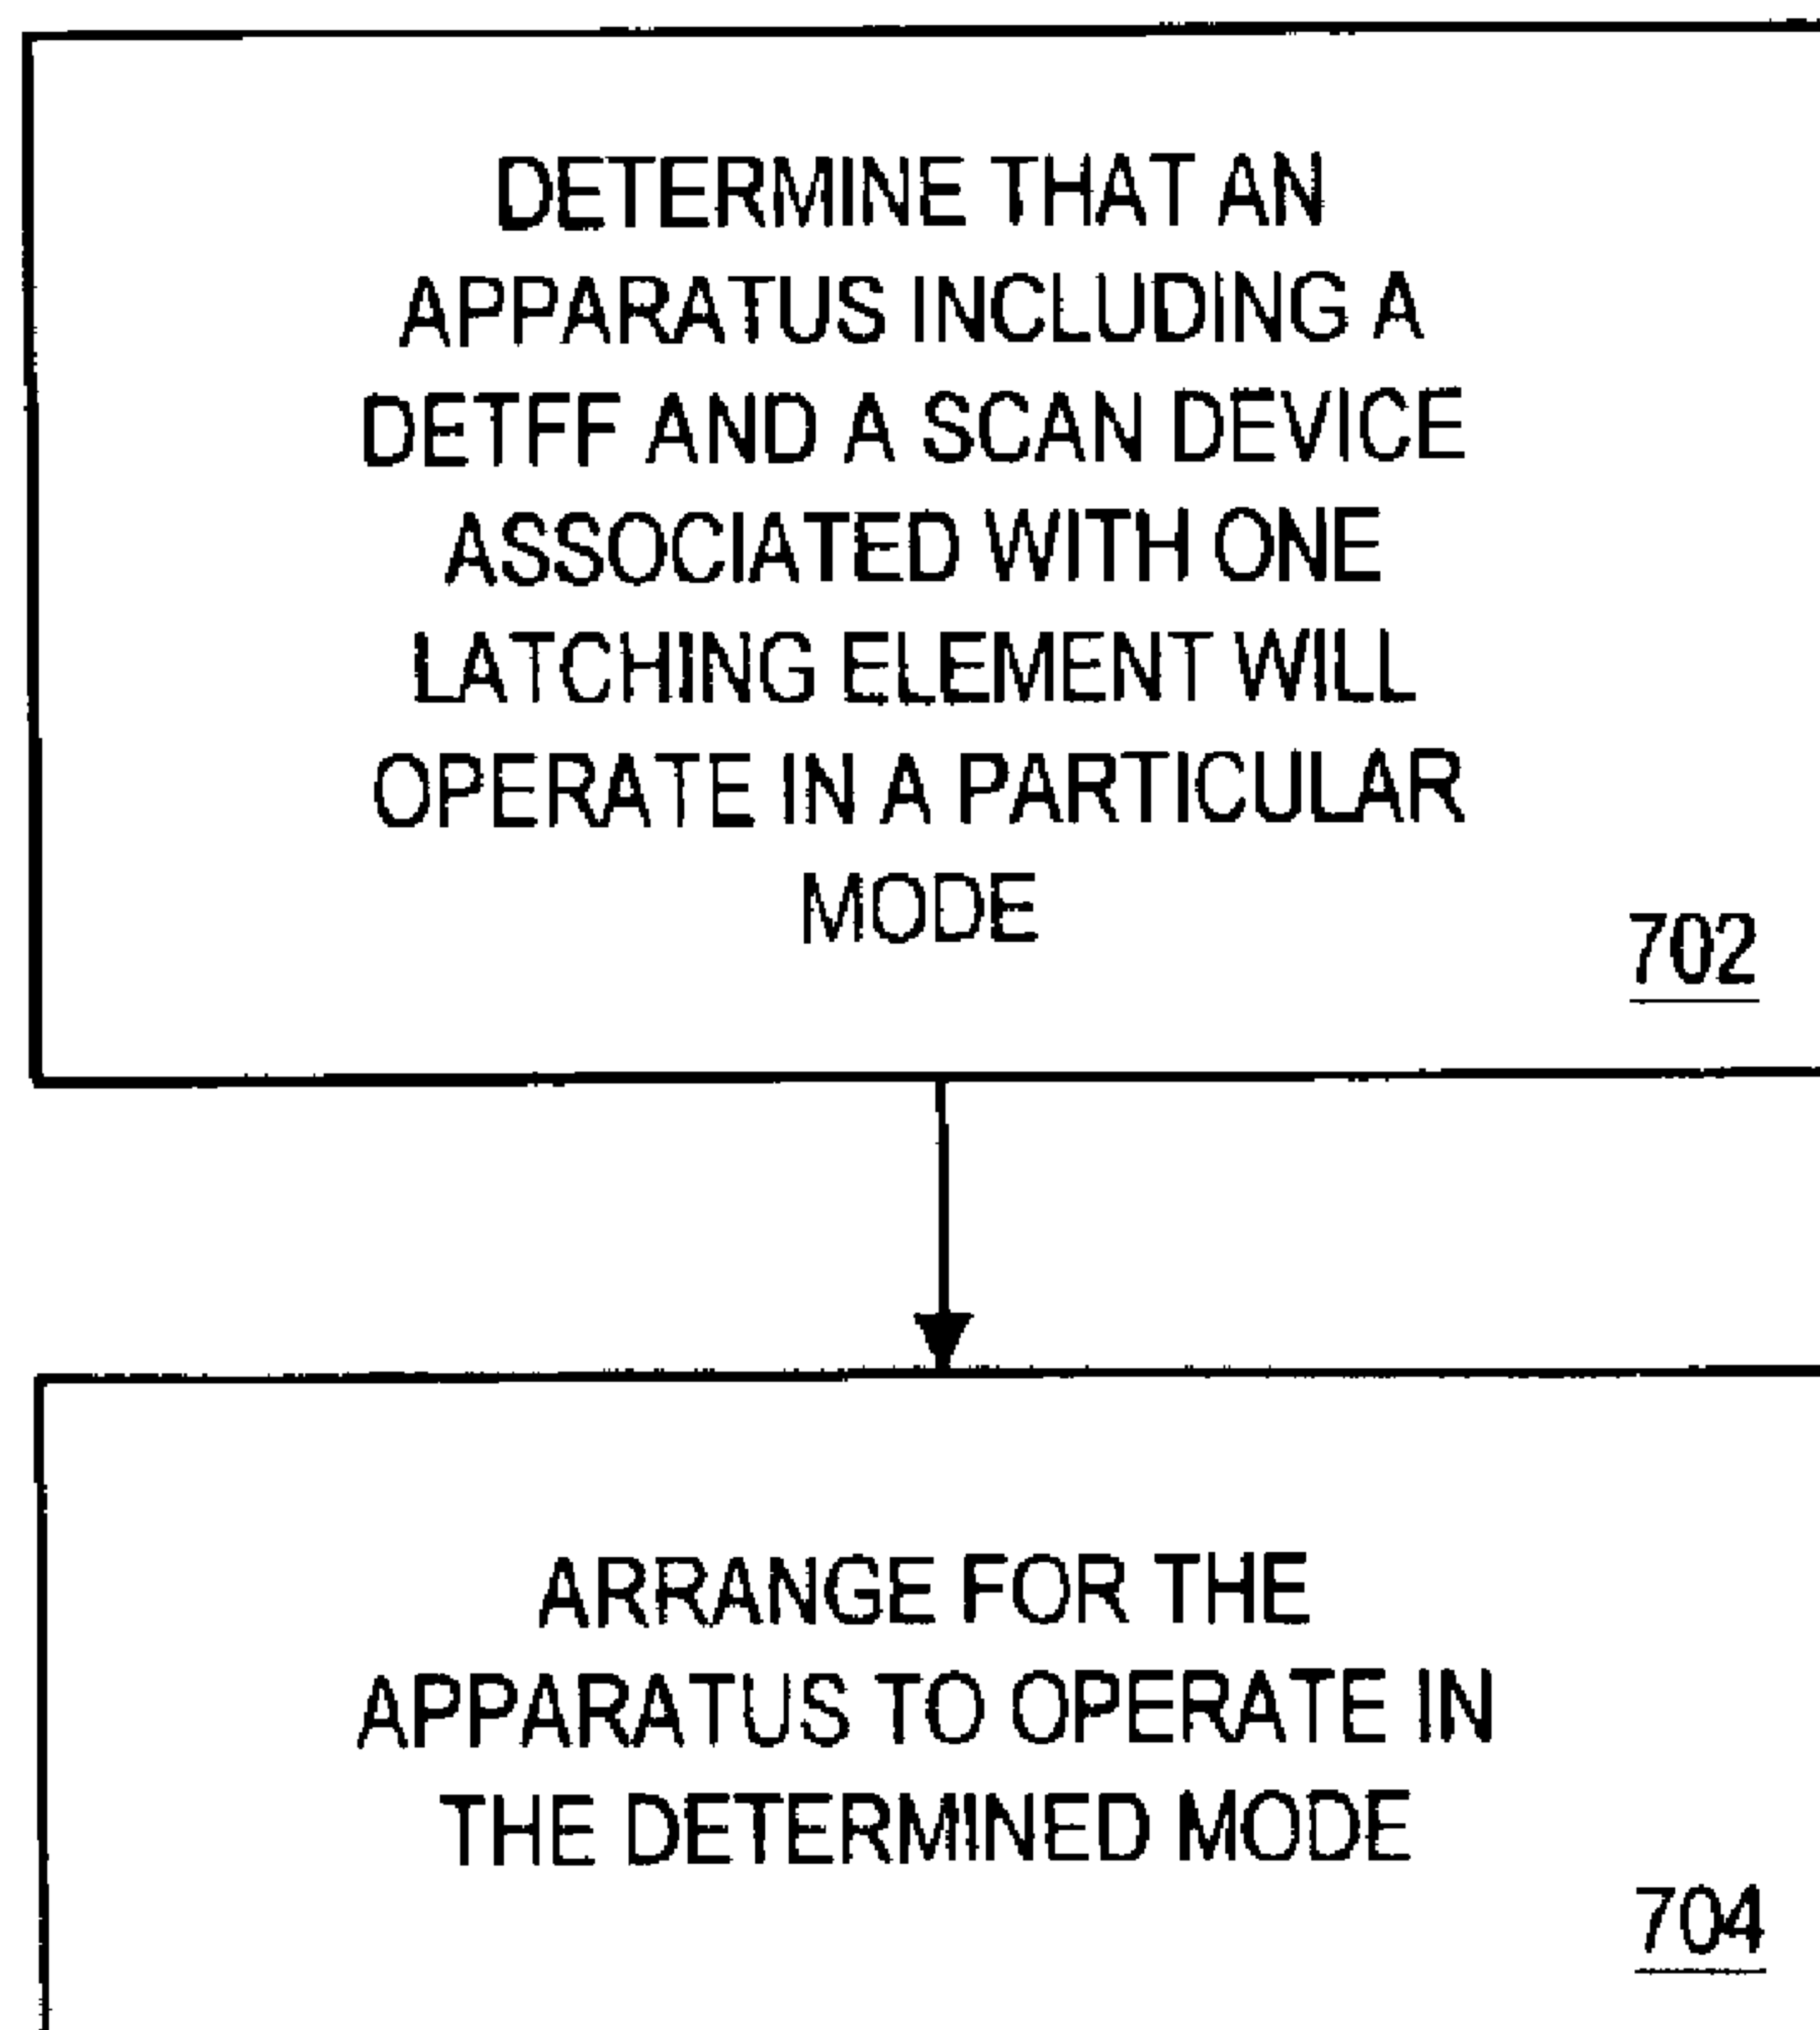 DETERMINE THAT AN
APPARATUS INCLUDING A
DETFF AND A SCAN DEVICE
ASSOCIATED WITH ONE
LATCHING ELEMENT WILL
OPERATE IN A PARTICULAR
MODE
702
ARRANGE FOR THE
APPARATUS TO OPERATE IN
THE DETERMINED MODE
704